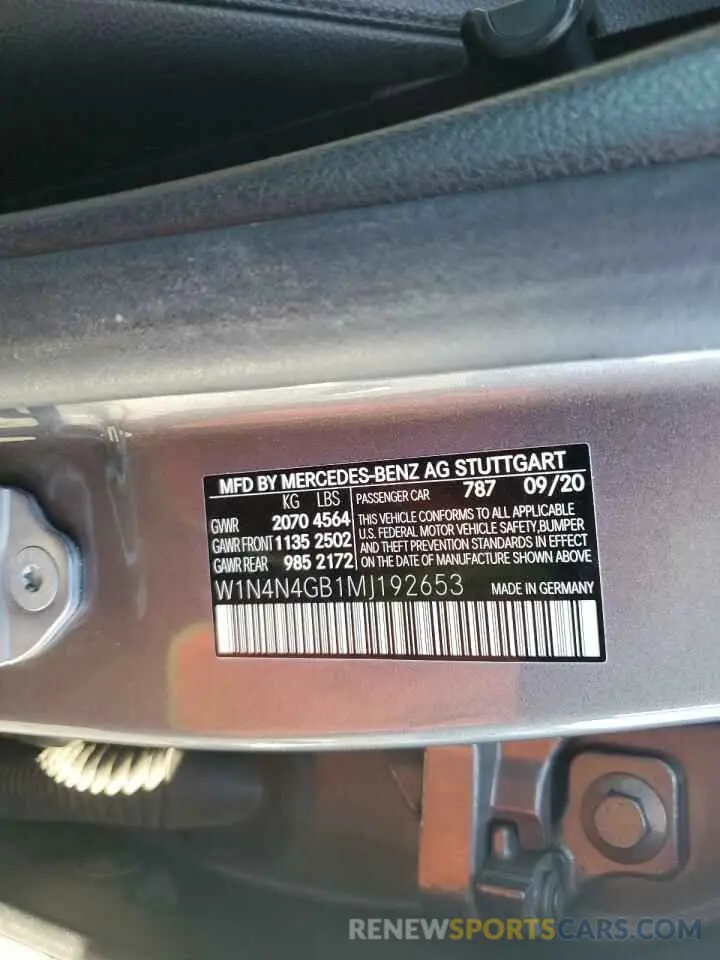 MFD BY MERCEDES-BENZ AG STUTTGART
KG LBS PASSENGER CAR 787 09/20
GVWR 2070 4564
GAWR FRONT 1135 2502
GAWR REAR 985 2172
THIS VEHICLE CONFORMS TO ALL APPLICABLE
U.S. FEDERAL MOTOR VEHICLE SAFETY, BUMPER
AND THEFT PREVENTION STANDARDS IN EFFECT
ON THE DATE OF MANUFACTURE SHOWN ABOVE
W1N4N4GB1MJ192653 MADE IN GERMANY
RENEWSPORTSCARS.COM